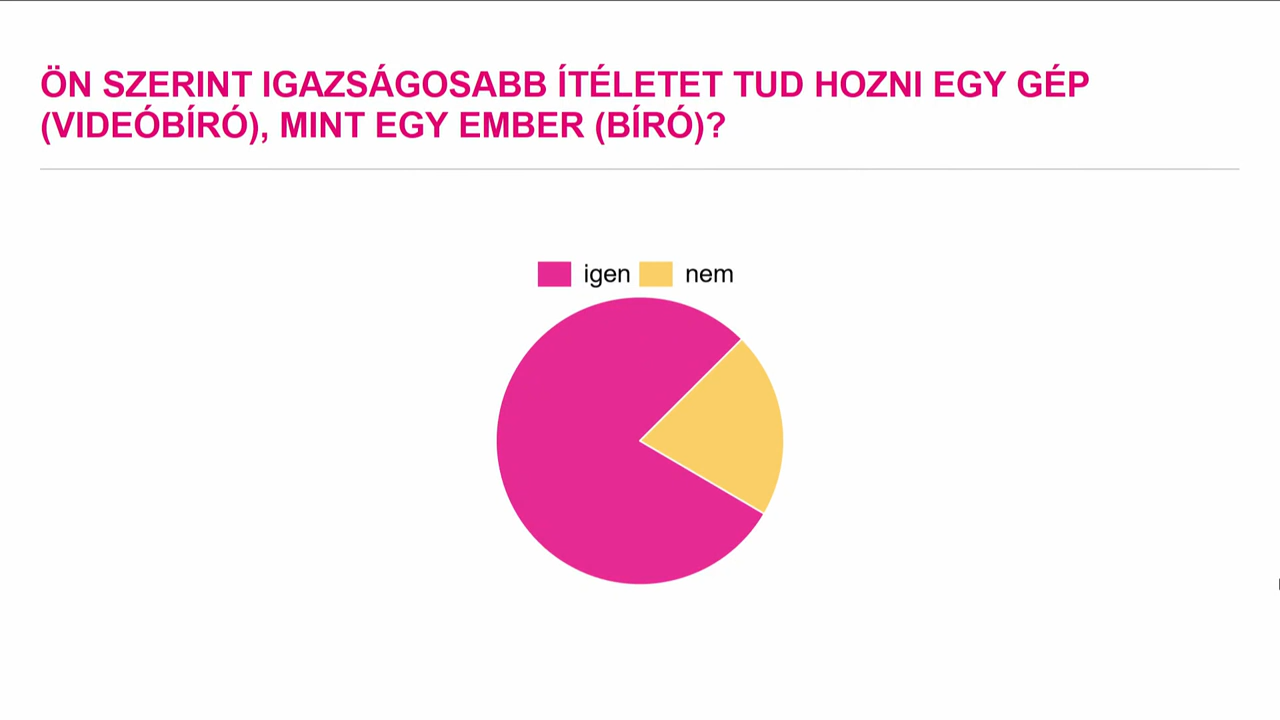 ÖN SZERINT IGAZSÁGOSABB ÍTÉLETET TUD HOZNI EGY GÉP
(VIDEÓBÍRÓ), MINT EGY EMBER (BÍRÓ)?
igen nem